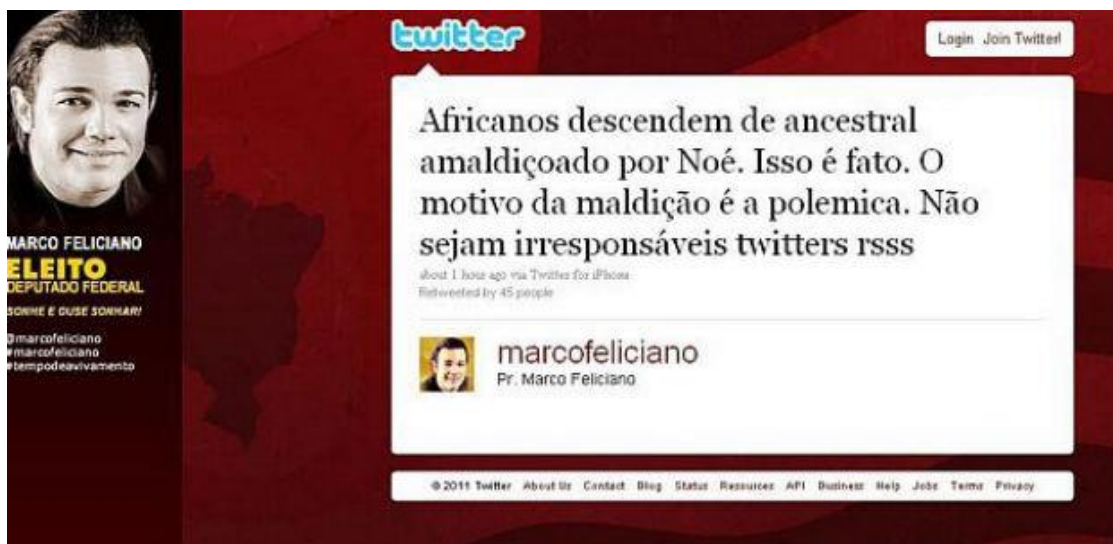 twitter
Login Join Twitter!
Africanos descendem de ancestral
amaldiçoado por Noé. Isso é fato. O
motivo da maldição é a polemica. Não
sejam irresponsáveis twitters rsss
about 1 hour ago via Twitter for iPhone
Retweeted by 45 people
marcofeliciano
Pr. Marco Feliciano
MARCO FELICIANO
ELEITO
DEPUTADO FEDERAL
SONHE E OUSE SONHAR!
@marcofeliciano
#marcofeliciano
#tempodeavivamento
© 2011 Twitter About Us Contact Blog Status Resources API Business Help Jobs Terms Privacy